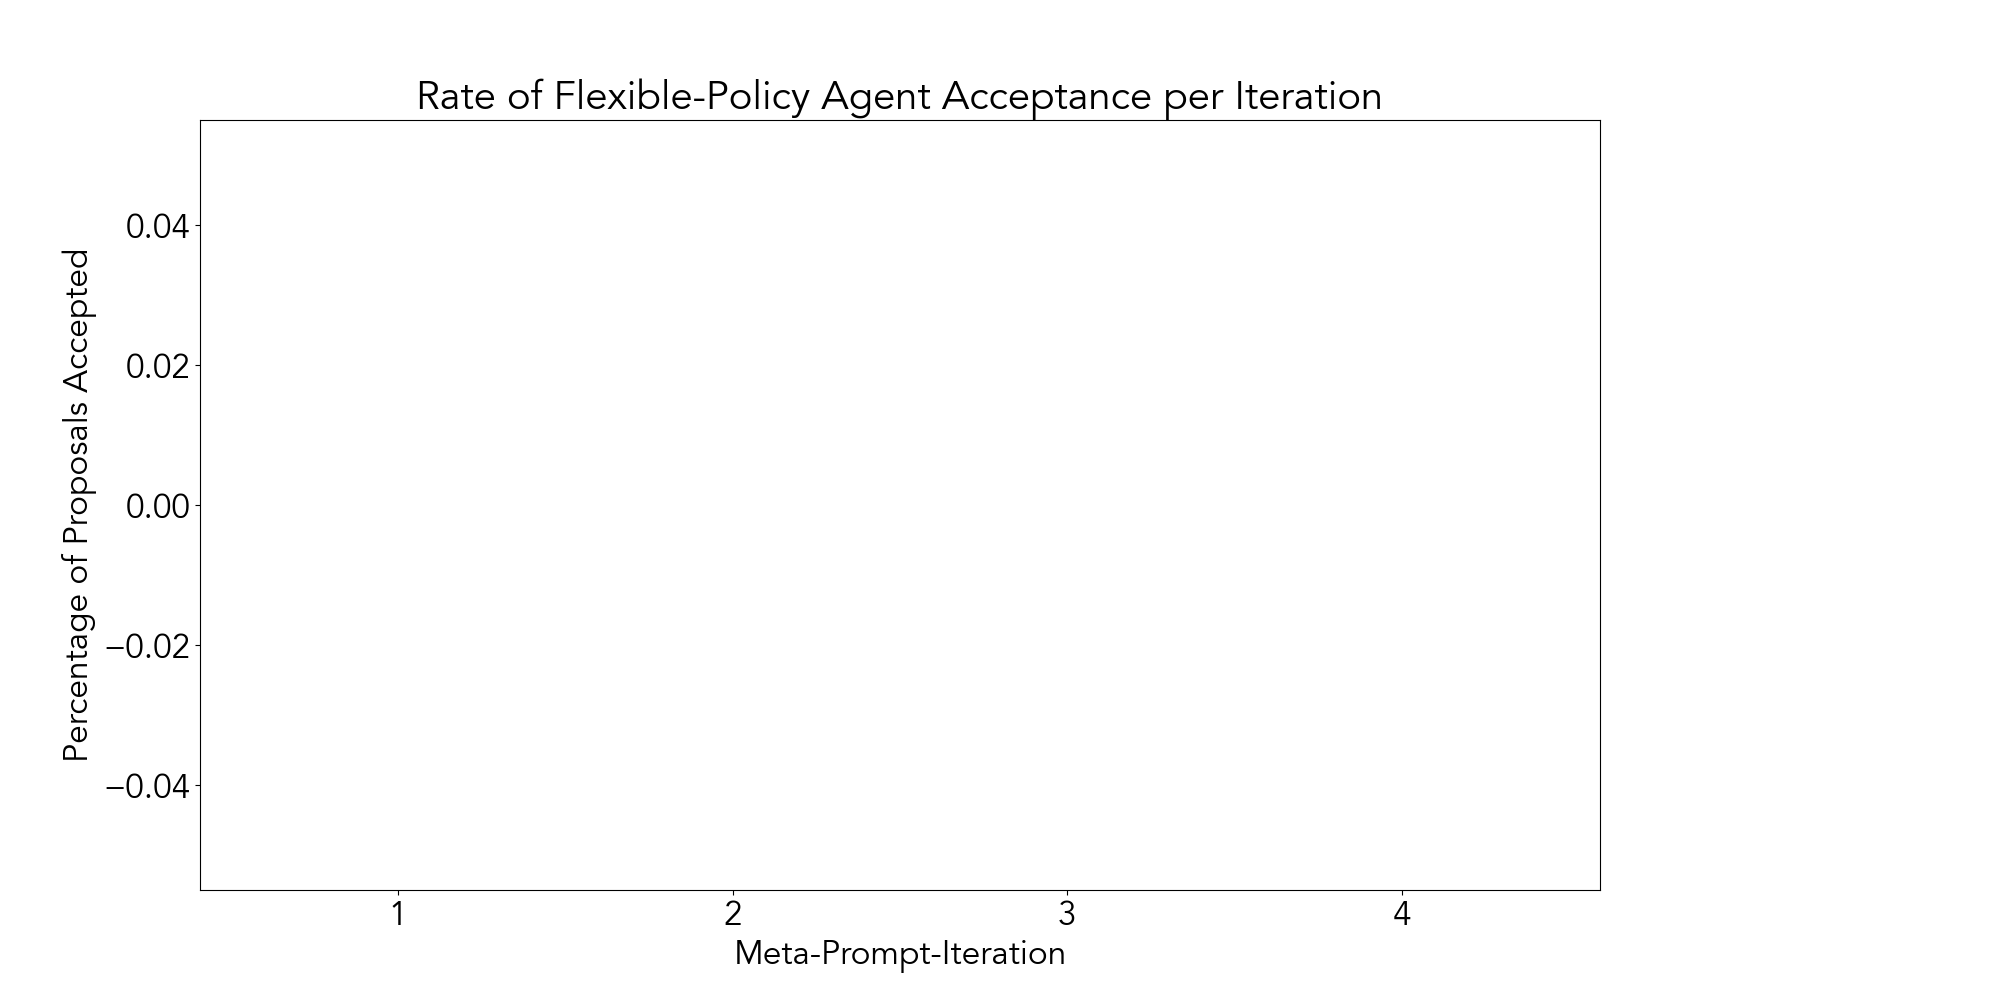 Rate of Flexible-Policy Agent Acceptance per Iteration
Percentage of Proposals Accepted
0.04
0.02
0.00
−0.02
−0.04
1 2 3 4
Meta-Prompt-Iteration